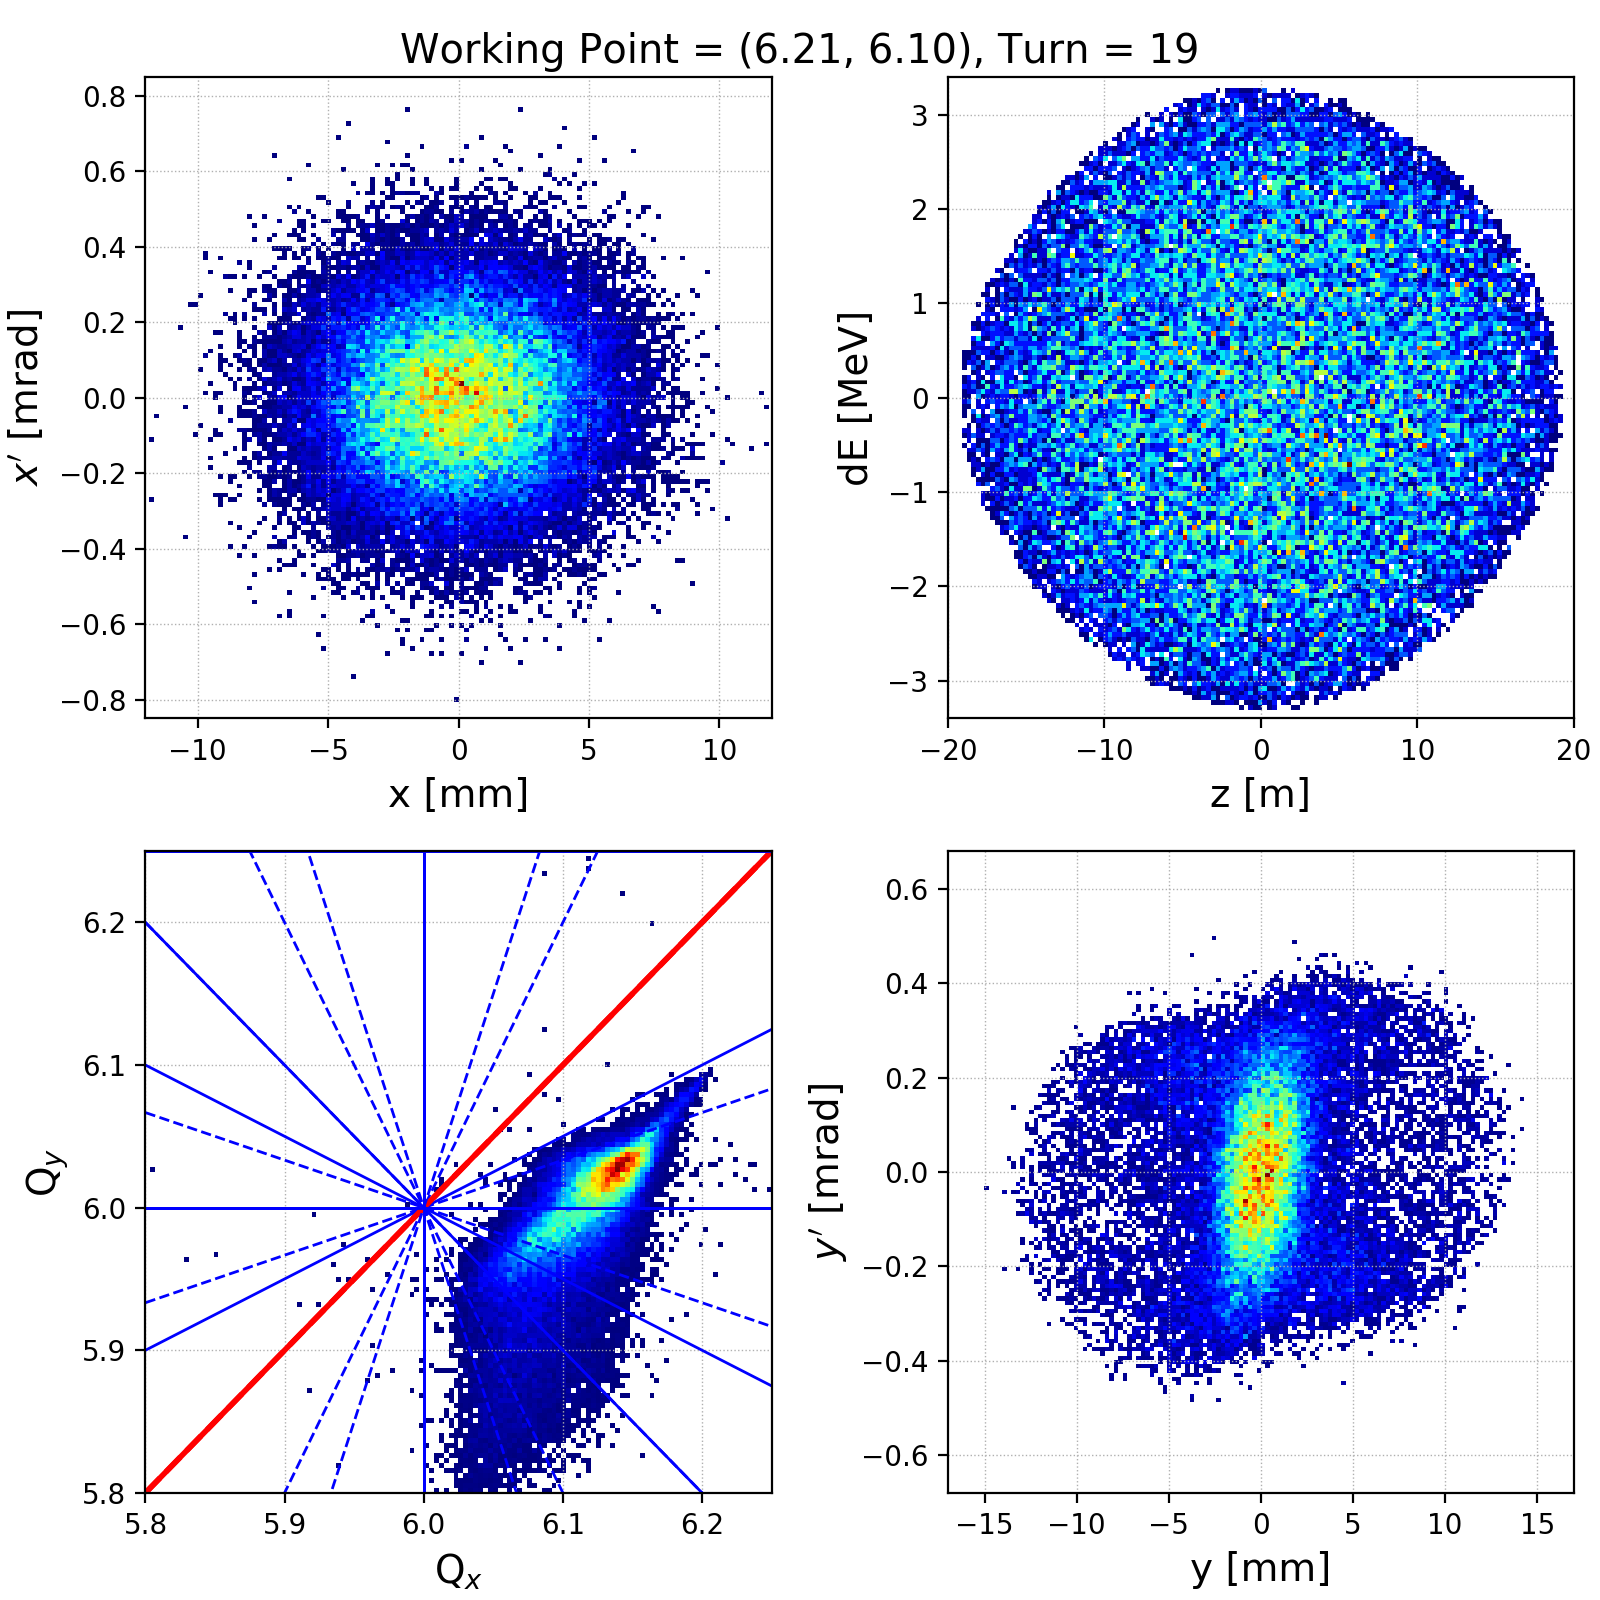 Working Point = (6.21, 6.10), Turn = 19
0.8
0.6
0.4
0.2
0.0
−0.2
−0.4
−0.6
−0.8
x′ [mrad]
−10 −5 0 5 10
x [mm]
3
2
1
0
−1
−2
−3
dE [MeV]
−20 −10 0 10 20
z [m]
6.2
6.1
6.0
5.9
5.8
Qy
5.8 5.9 6.0 6.1 6.2
Qx
0.6
0.4
0.2
0.0
−0.2
−0.4
−0.6
y′ [mrad]
−15 −10 −5 0 5 10 15
y [mm]